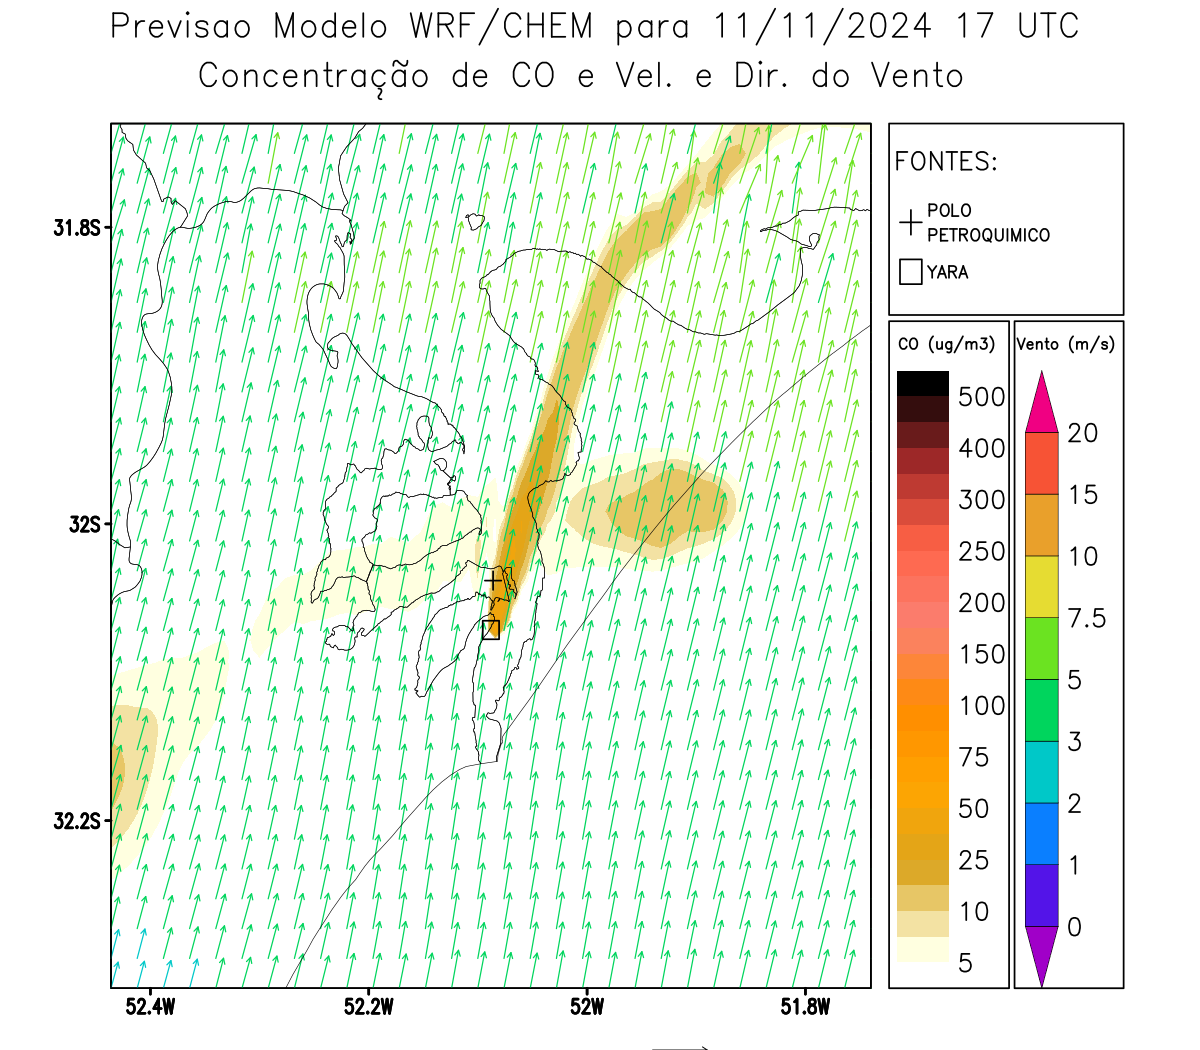 Previsao Modelo WRF/CHEM para 11/11/2024 17 UTC
Concentração de CO e Vel. e Dir. do Vento
FONTES:
POLO
PETROQUIMICO
YARA
31.8S
32S
32.2S
52.4W
52.2W
52W
51.8W
CO (ug/m3)
500
400
300
250
200
150
100
75
50
25
10
5
Vento (m/s)
20
15
10
7.5
5
3
2
1
0